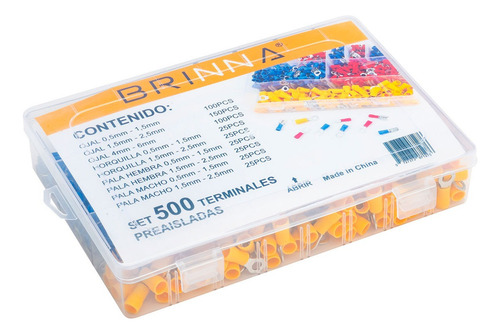 BRINNA
CONTENIDO:
OJAL 0,5mm - 1,5mm 100PCS
OJAL 1,5mm - 2,5mm 150PCS
OJAL 4mm - 6mm 100PCS
HORQUILLA 0,5mm - 1,5mm 25PCS
HORQUILLA 1,5mm - 2,5mm 25PCS
PALA HEMBRA 0,5mm - 1,5mm 25PCS
PALA HEMBRA 1,5mm - 2,5mm 25PCS
PALA MACHO 0,5mm - 1,5mm 25PCS
PALA MACHO 1,5mm - 2,5mm 25PCS
SET 500 TERMINALES
PREAISLADAS
ABRIR
Made in China